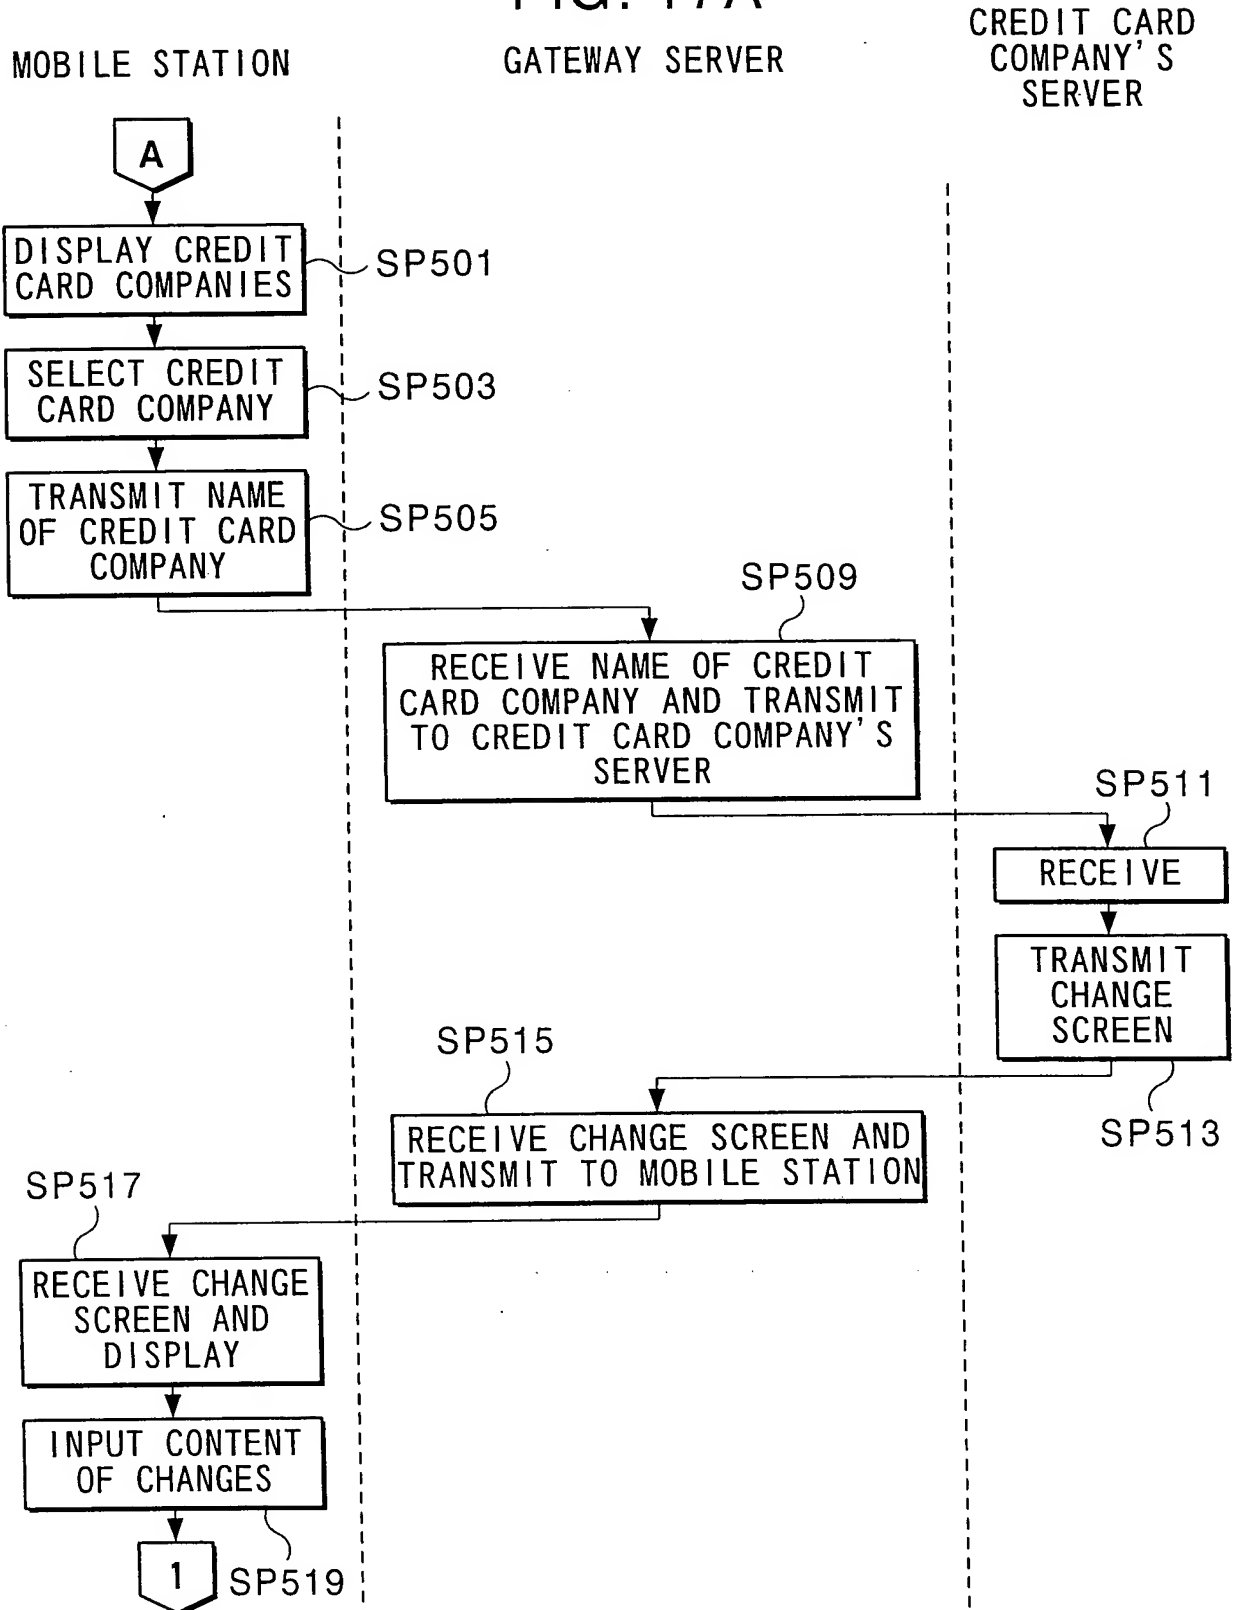 FIG. 17A
MOBILE STATION
GATEWAY SERVER
CREDIT CARD
COMPANY'S
SERVER
A
DISPLAY CREDIT
CARD COMPANIES
SP501
SELECT CREDIT
CARD COMPANY
SP503
TRANSMIT NAME
OF CREDIT CARD
COMPANY
SP505
SP509
RECEIVE NAME OF CREDIT
CARD COMPANY AND TRANSMIT
TO CREDIT CARD COMPANY'S
SERVER
SP511
RECEIVE
TRANSMIT
CHANGE
SCREEN
SP513
SP515
RECEIVE CHANGE SCREEN AND
TRANSMIT TO MOBILE STATION
SP517
RECEIVE CHANGE
SCREEN AND
DISPLAY
INPUT CONTENT
OF CHANGES
SP519
1